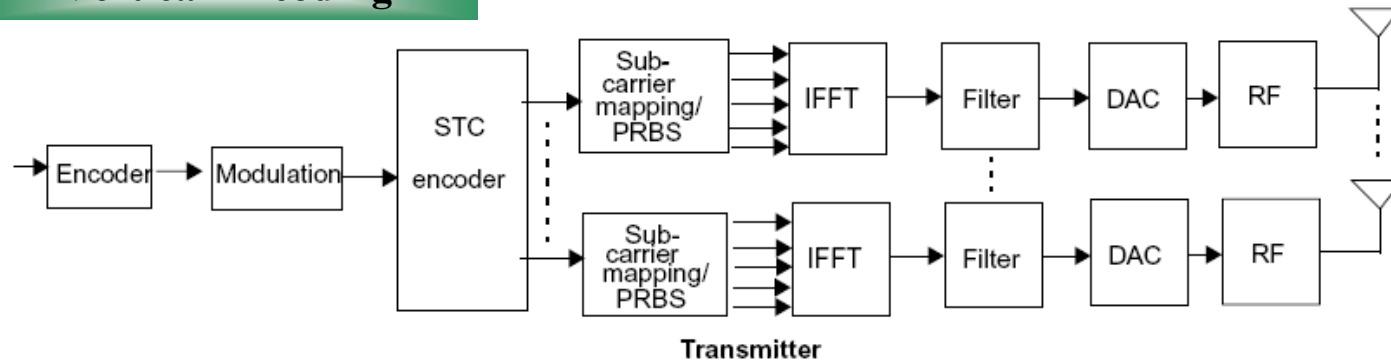 Encoder
Modulation
STC
encoder
Sub-
carrier
mapping/
PRBS
IFFT
Filter
DAC
RF
Sub-
carrier
mapping/
PRBS
IFFT
Filter
DAC
RF
Transmitter